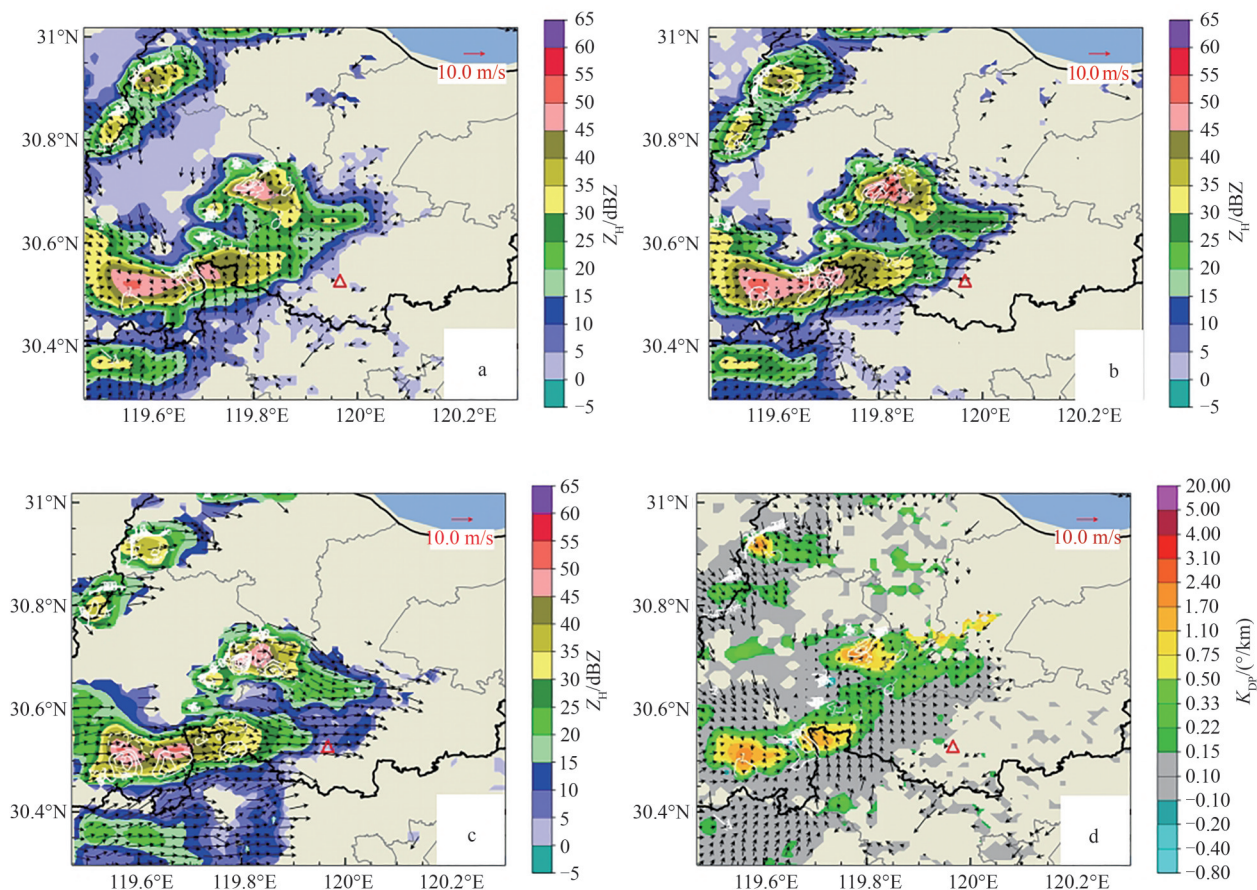 31°N
30.8°N
30.6°N
30.4°N
119.6°E 119.8°E 120°E 120.2°E
10.0 m/s
a
65
60
55
50
45
40
35
30
25
20
15
10
5
0
−5
Z_H/dBZ
31°N
30.8°N
30.6°N
30.4°N
119.6°E 119.8°E 120°E 120.2°E
10.0 m/s
b
65
60
55
50
45
40
35
30
25
20
15
10
5
0
−5
Z_H/dBZ
31°N
30.8°N
30.6°N
30.4°N
119.6°E 119.8°E 120°E 120.2°E
10.0 m/s
c
65
60
55
50
45
40
35
30
25
20
15
10
5
0
−5
Z_H/dBZ
31°N
30.8°N
30.6°N
30.4°N
119.6°E 119.8°E 120°E 120.2°E
10.0 m/s
d
20.00
5.00
4.00
3.10
2.40
1.70
1.10
0.75
0.50
0.33
0.22
0.15
0.10
−0.10
−0.20
−0.40
−0.80
K_DP/(°/km)